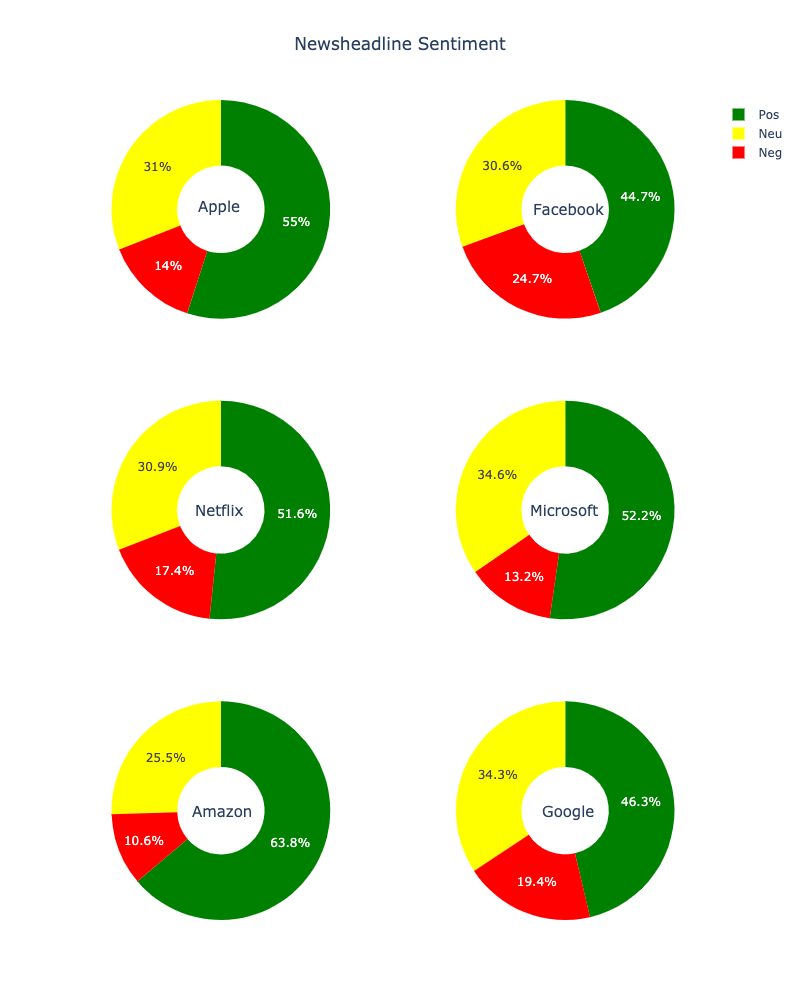 Newsheadline Sentiment
Pos
Neu
Neg
31%
Apple
55%
14%
30.6%
Facebook
44.7%
24.7%
30.9%
Netflix
51.6%
17.4%
34.6%
Microsoft
52.2%
13.2%
25.5%
Amazon
63.8%
10.6%
34.3%
Google
46.3%
19.4%